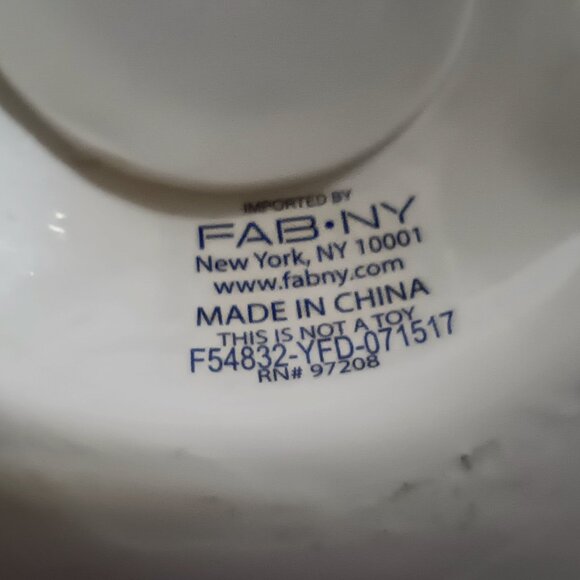 IMPORTED BY
FAB•NY
New York, NY 10001
www.fabny.com
MADE IN CHINA
THIS IS NOT A TOY
F54832-YFD-071517
RN# 97208